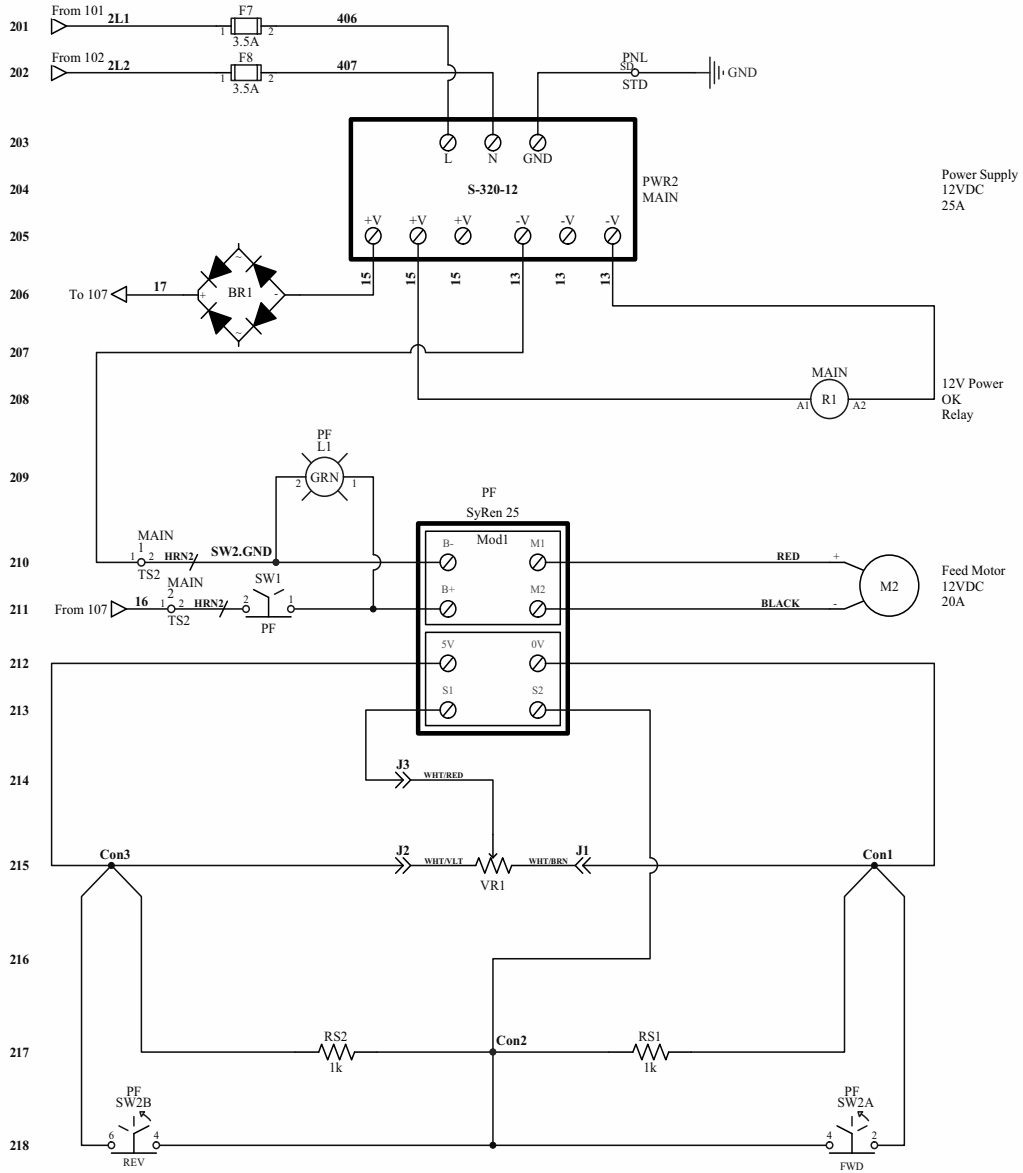 201
From 101
2L1
1
F7
2
3.5A
406
202
From 102
2L2
1
F8
2
3.5A
407
PNL
SD
STD
GND
203
L
N
GND
204
S-320-12
PWR2
MAIN
Power Supply
12VDC
25A
205
+V
+V
+V
-V
-V
-V
15
15
15
13
13
13
206
To 107
17
+
BR1
-
~
~
207
208
MAIN
A1
R1
A2
12V Power
OK
Relay
209
PF
L1
2
GRN
1
PF
SyRen 25
Mod1
210
MAIN
1
1
2
TS2
HRN2
SW2.GND
B-
M1
RED
+
M2
Feed Motor
12VDC
20A
211
From 107
16
MAIN
2
1
2
TS2
HRN2
SW1
2
1
PF
B+
M2
BLACK
-
212
5V
0V
213
S1
S2
214
J3
WHT/RED
215
Con3
J2
WHT/VLT
VR1
WHT/BRN
J1
Con1
216
217
RS2
1k
Con2
RS1
1k
218
PF
SW2B
6
4
REV
PF
SW2A
4
2
FWD